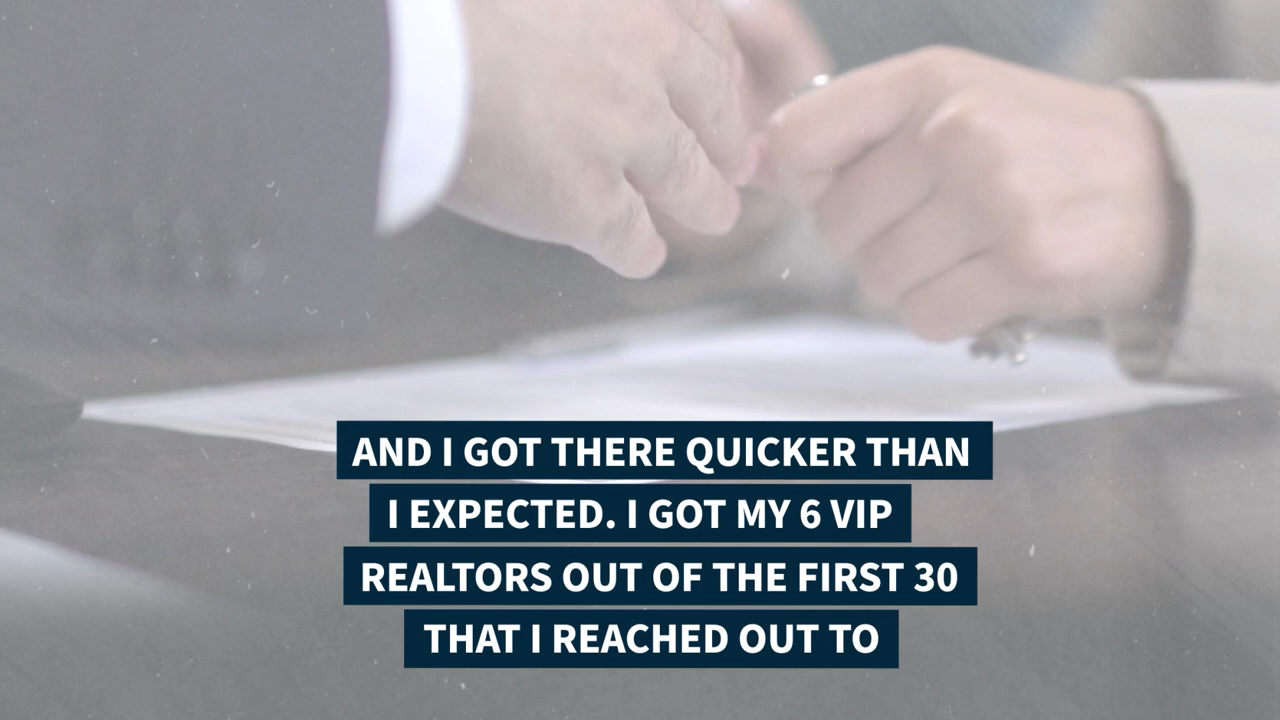 AND I GOT THERE QUICKER THAN
I EXPECTED. I GOT MY 6 VIP
REALTORS OUT OF THE FIRST 30
THAT I REACHED OUT TO